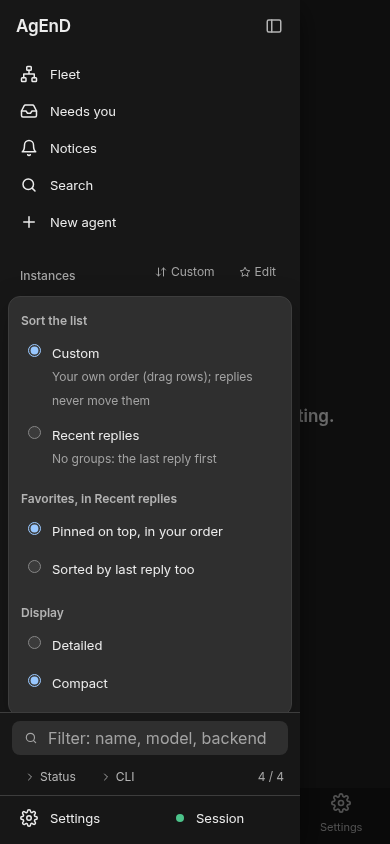 AgEnD
Fleet
Needs you
Notices
Search
New agent
Instances
Custom
Edit
Sort the list
Custom
Your own order (drag rows); replies
never move them
Recent replies
No groups: the last reply first
Favorites, in Recent replies
Pinned on top, in your order
Sorted by last reply too
Display
Detailed
Compact
Filter: name, model, backend
Status
CLI
4 / 4
Settings
Session
ting.
Settings